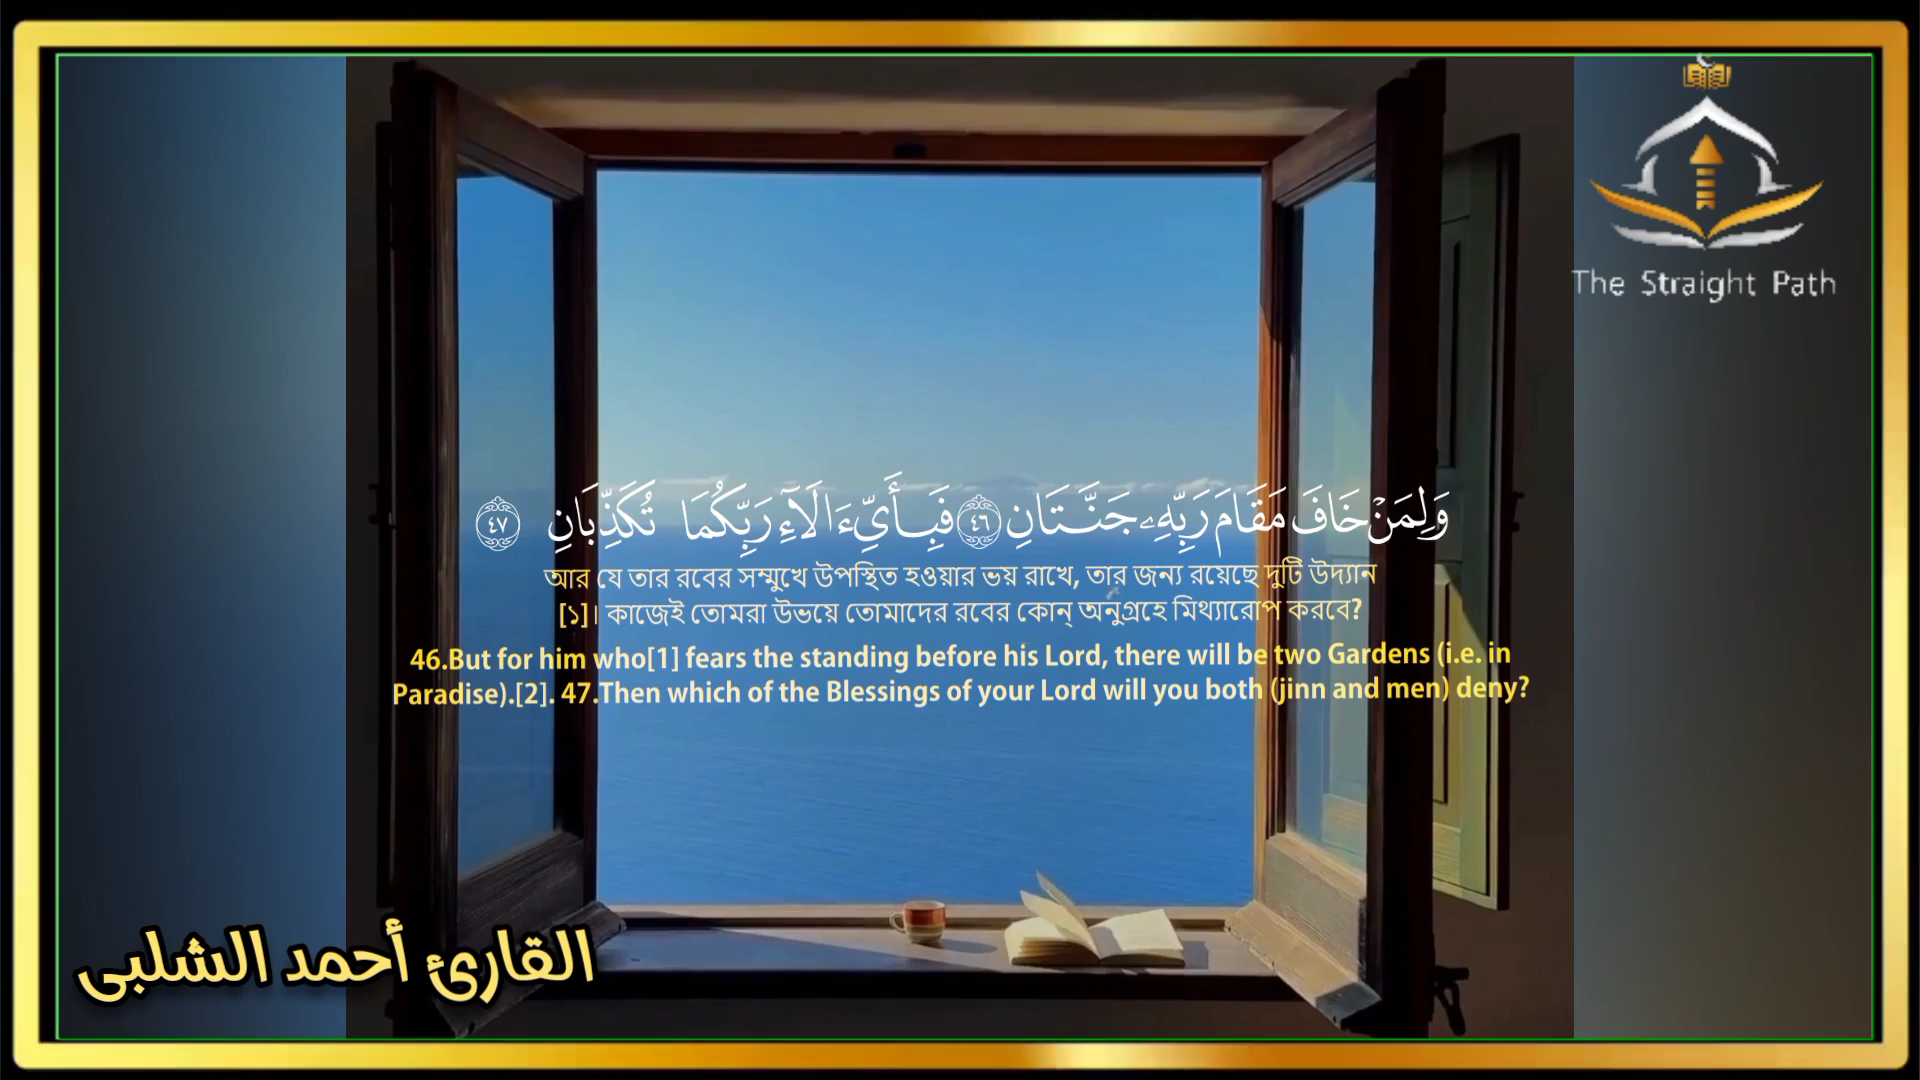 The Straight Path
وَلِمَنْ خَافَ مَقَامَ رَبِّهِۦ جَنَّتَانِ ٤٦ فَبِأَيِّ ءَالَآءِ رَبِّكُمَا تُكَذِّبَانِ ٤٧
আর যে তার রবের সম্মুখে উপস্থিত হওয়ার ভয় রাখে, তার জন্য রয়েছে দুটি উদ্যান
[১]। কাজেই তোমরা উভয়ে তোমাদের রবের কোন্ অনুগ্রহে মিথ্যারোপ করবে?
46.But for him who[1] fears the standing before his Lord, there will be two Gardens (i.e. in
Paradise).[2]. 47.Then which of the Blessings of your Lord will you both (jinn and men) deny?
القارئ أحمد الشلبى